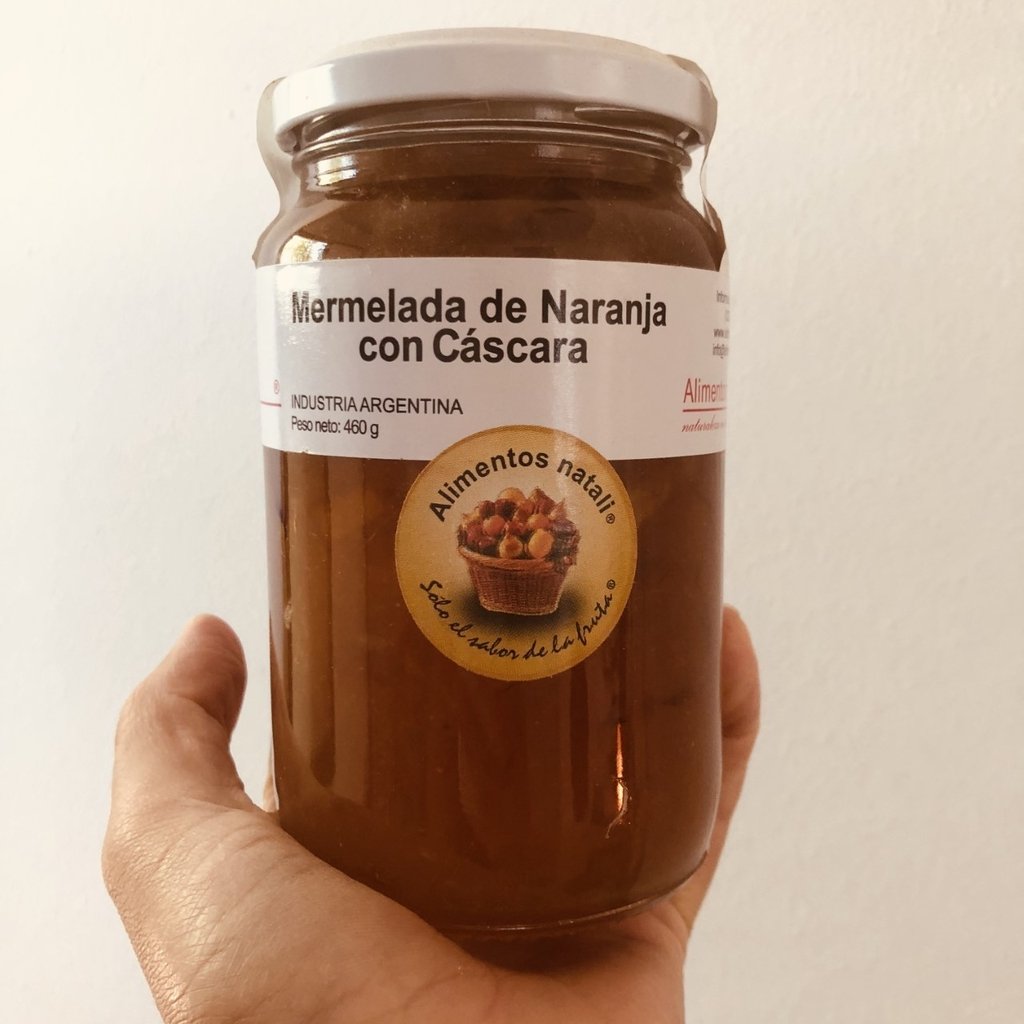 Mermelada de Naranja
con Cáscara
INDUSTRIA ARGENTINA
Peso neto: 460 g
Alimentos natali®
Sólo el sabor de la fruta®
®